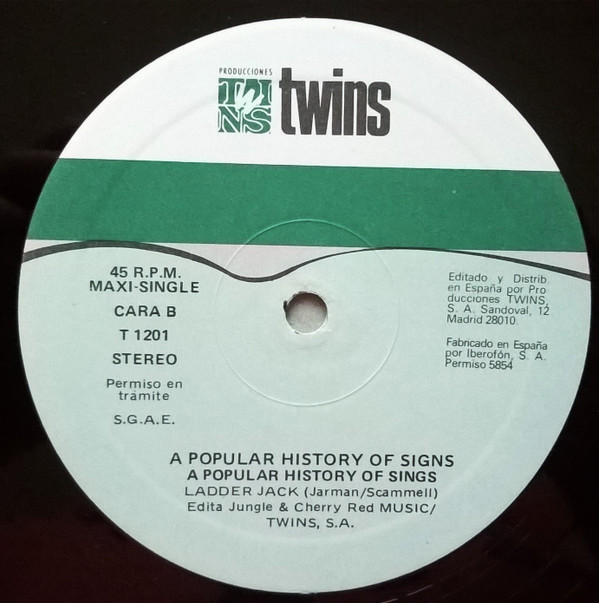 PRODUCCIONES
TWINS
twins
45 R.P.M.
MAXI-SINGLE
CARA B
T 1201
STEREO
Permiso en
trámite
S.G.A.E.
Editado y Distrib.
en España por Pro
ducciones TWINS,
S. A. Sandoval, 12
Madrid 28010.
Fabricado en España
por Iberofón, S. A.
Permiso 5854
A POPULAR HISTORY OF SIGNS
A POPULAR HISTORY OF SINGS
LADDER JACK (Jarman/Scammell)
Edita Jungle & Cherry Red MUSIC/
TWINS, S.A.